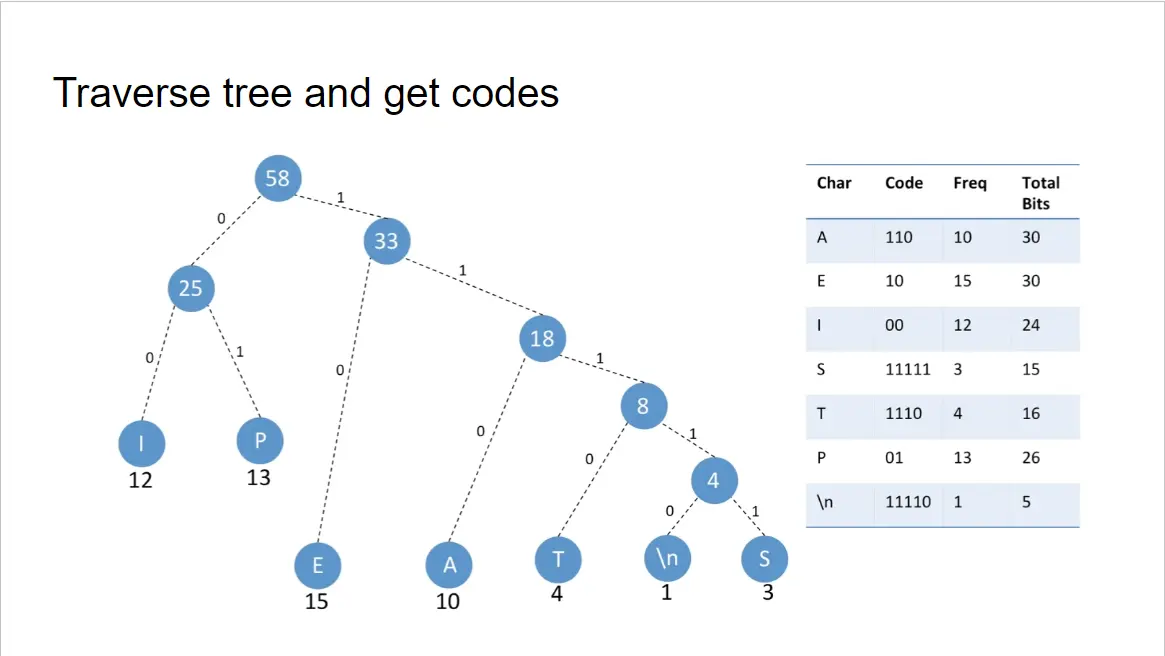 Traverse tree and get codes
58
0
1
33
25
1
0
1
0
18
1
8
0
1
0
4
0
1
I
12
P
13
E
15
A
10
T
4
\n
1
S
3
Char Code Freq Total Bits
A 110 10 30
E 10 15 30
I 00 12 24
S 11111 3 15
T 1110 4 16
P 01 13 26
\n 11110 1 5